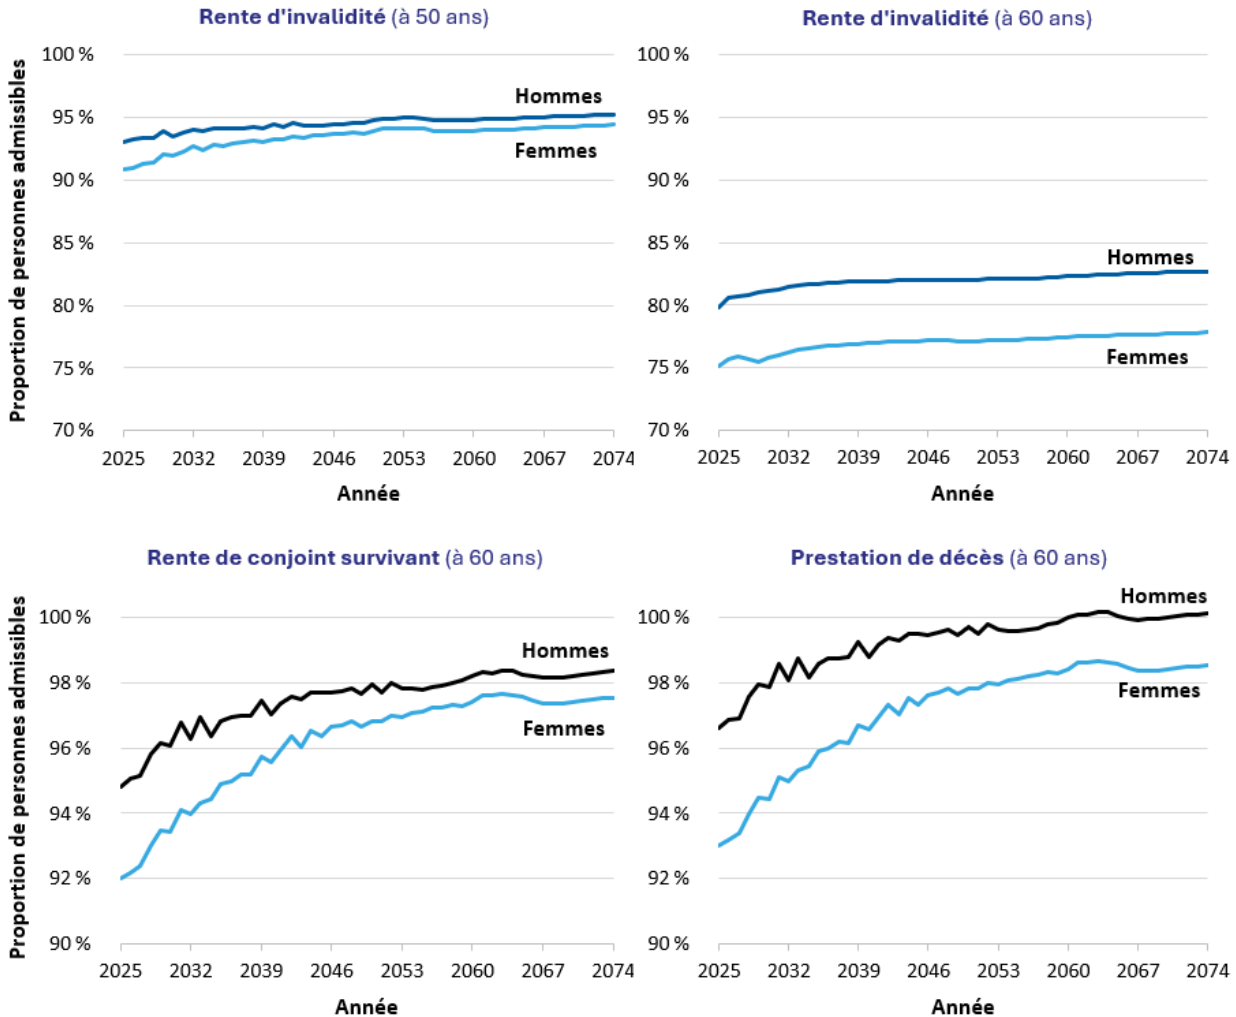 Rente d'invalidité (à 50 ans)
Proportion de personnes admissibles
100 %
95 %
90 %
85 %
80 %
75 %
70 %
Hommes
Femmes
2025 2032 2039 2046 2053 2060 2067 2074
Année
Rente d'invalidité (à 60 ans)
100 %
95 %
90 %
85 %
80 %
75 %
70 %
Hommes
Femmes
2025 2032 2039 2046 2053 2060 2067 2074
Année
Rente de conjoint survivant (à 60 ans)
Proportion de personnes admissibles
100 %
98 %
96 %
94 %
92 %
90 %
Hommes
Femmes
2025 2032 2039 2046 2053 2060 2067 2074
Année
Prestation de décès (à 60 ans)
100 %
98 %
96 %
94 %
92 %
90 %
Hommes
Femmes
2025 2032 2039 2046 2053 2060 2067 2074
Année